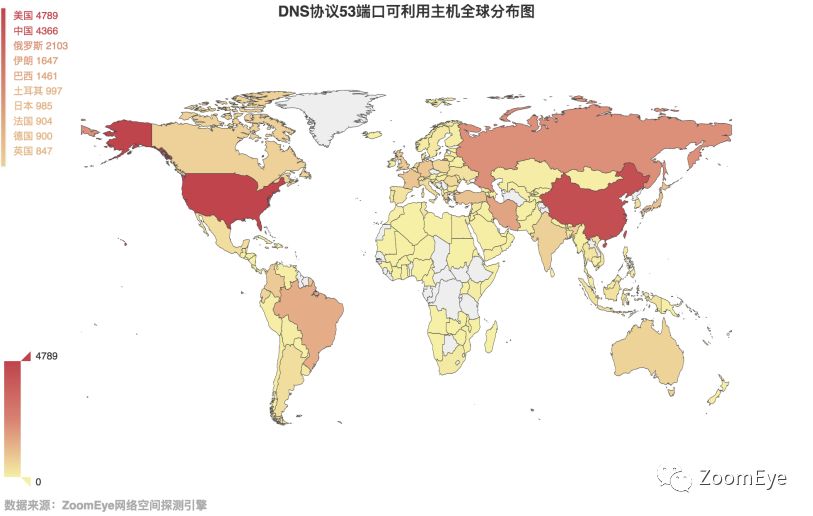 DNS协议53端口可利用主机全球分布图
美国 4789
中国 4366
俄罗斯 2103
伊朗 1647
巴西 1461
土耳其 997
日本 985
法国 904
德国 900
英国 847
4789
0
ZoomEye
数据来源：ZoomEye网络空间探测引擎